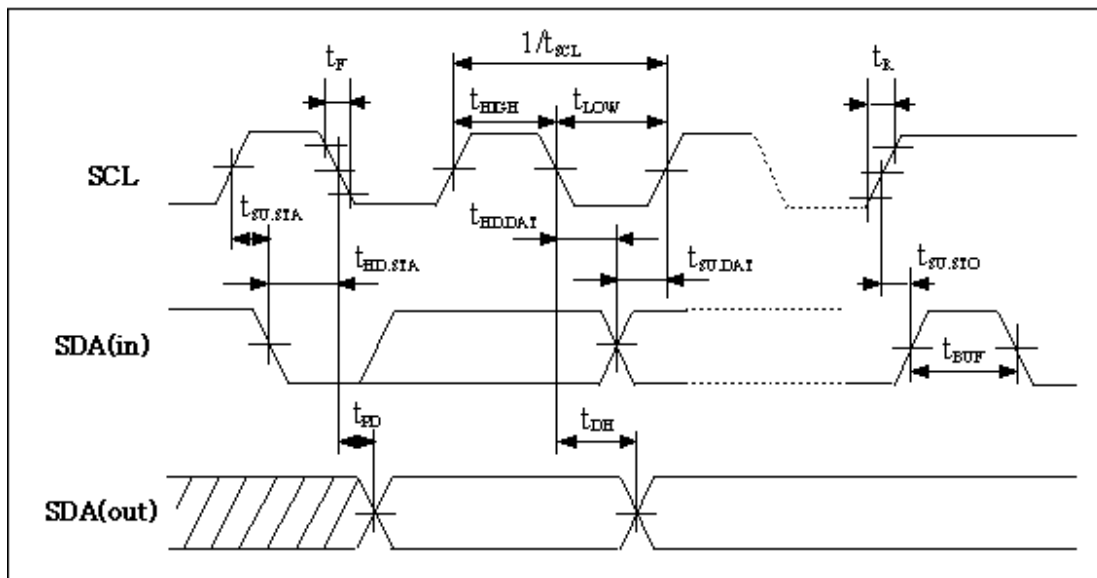 1/tSCL
tF
tR
tHIGH
tLOW
SCL
tSU.STA
tHD.DAT
tHD.STA
tSU.DAT
tSU.STO
SDA(in)
tBUF
tPD
tDH
SDA(out)